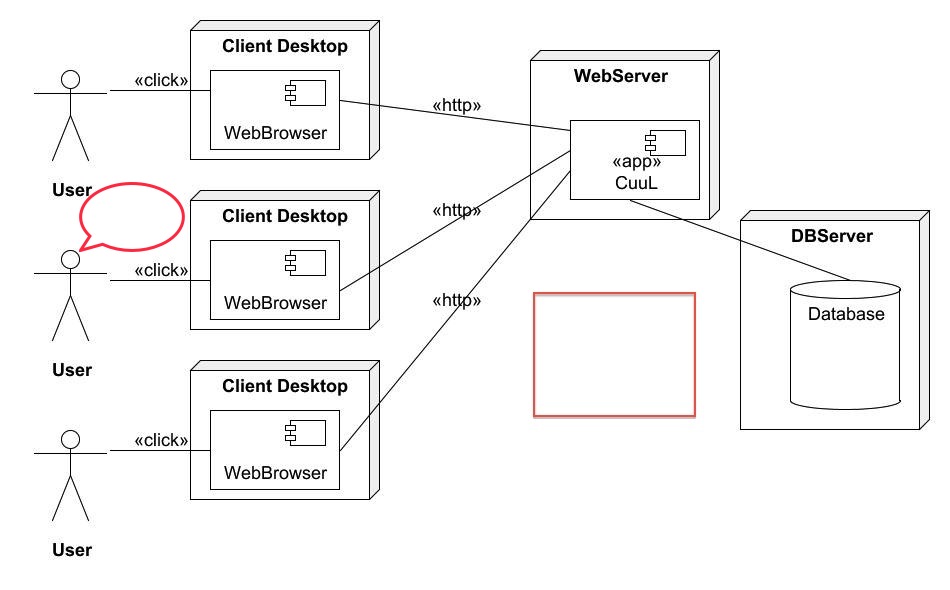 Client Desktop
«click»
WebBrowser
User
«http»
WebServer
«app»
CuuL
Client Desktop
«click»
WebBrowser
User
«http»
DBServer
Database
Client Desktop
«click»
WebBrowser
User
«http»